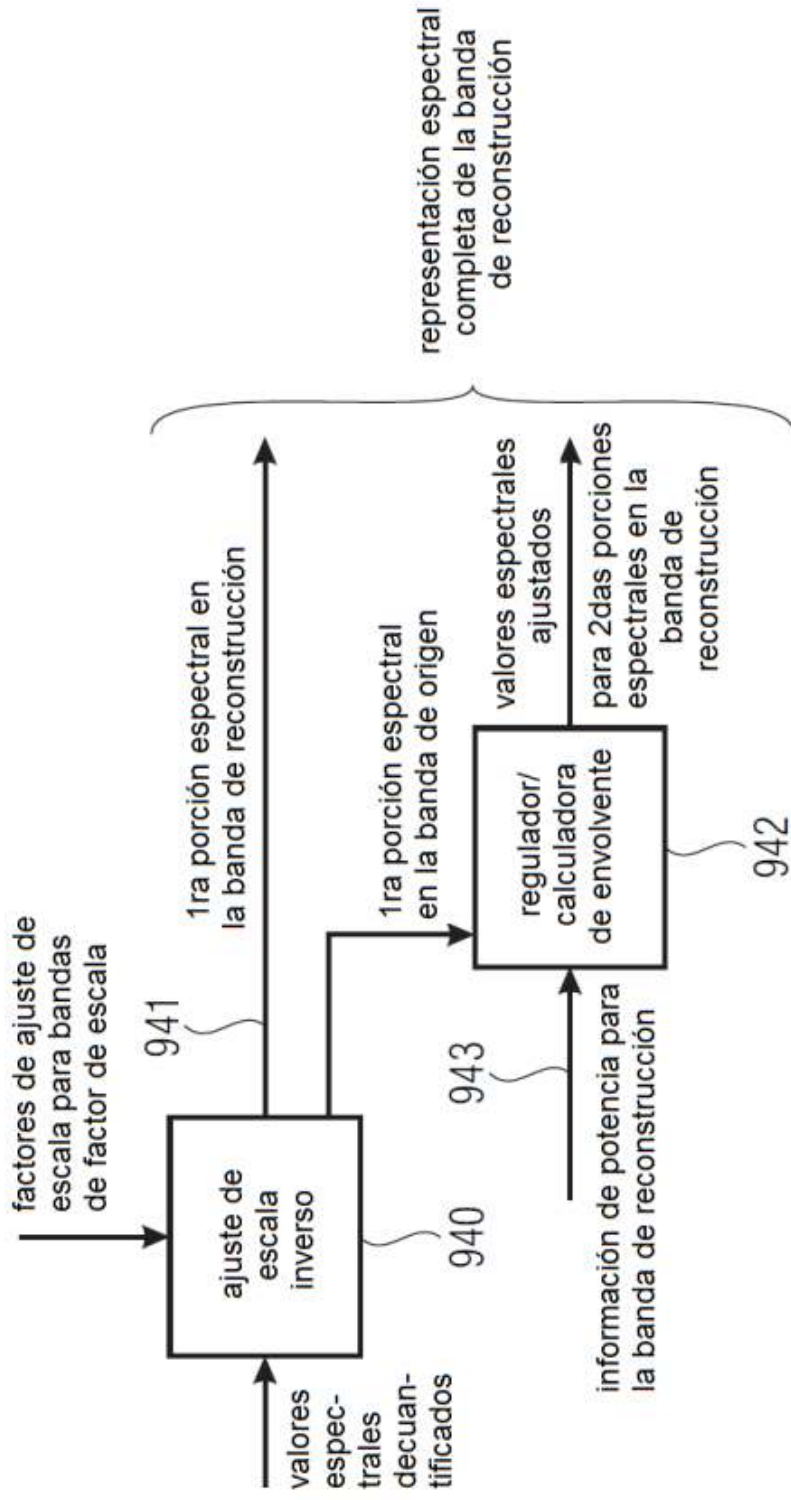 factores de ajuste de
escala para bandas
de factor de escala
valores
espec-
trales
decuan-
tificados
ajuste de
escala
inverso
940
941
1ra porción espectral en
la banda de reconstrucción
1ra porción espectral
en la banda de origen
información de potencia para
la banda de reconstrucción
943
regulador/
calculadora
de envolvente
942
valores espectrales
ajustados
para 2das porciones
espectrales en la
banda de
reconstrucción
representación espectral
completa de la banda
de reconstrucción